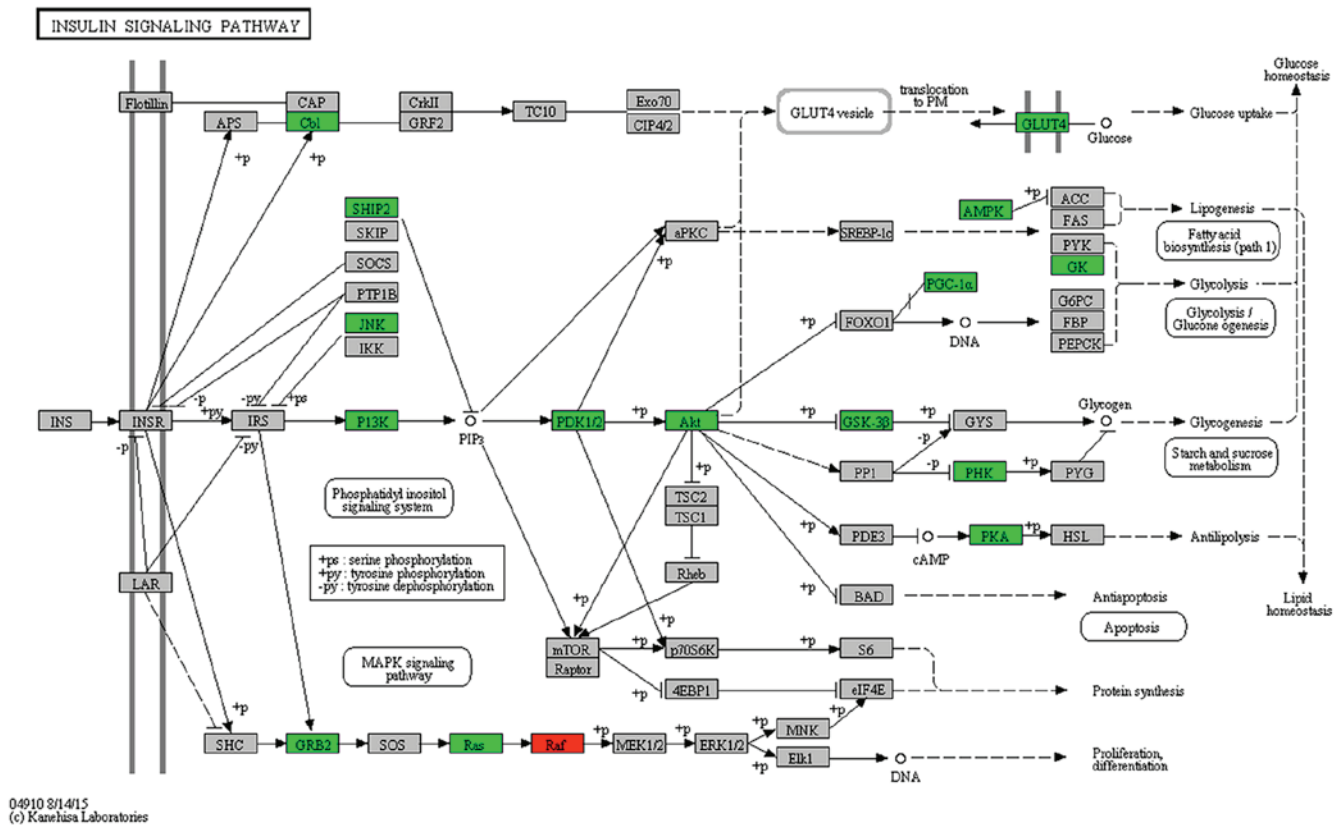 INSULIN SIGNALING PATHWAY
Glucose
homeostasis
Flotillin
CAP
CrkII
Exo70
translocation
to PM
APS
Cbl
GRF2
TC10
CIP4/2
GLUT4 vesicle
GLUT4
Glucose
Glucose uptake
+p
+p
SHIP2
SKIP
SOCS
PTP1B
JNK
IKK
aPKC
+p
SREBP-1c
AMPK
+p
ACC
FAS
PYK
GK
PGC-1α
G6PC
FBP
PEPCK
Lipogenesis
Fatty acid
biosynthesis (path 1)
Glycolysis
Glycolysis /
Glucone ogenesis
+p
FOXO1
DNA
-p
+py
-py
+ps
INS
INSR
IRS
P13K
PIP3
PDK1/2
+p
Akt
+p
GSK-3β
+p
GYS
Glycogen
Glycogenesis
-p
-py
-p
+p
PP1
-p
PHK
+p
PYG
Starch and sucrose
metabolism
Phosphatidyl inositol
signaling system
TSC2
TSC1
+p
PDE3
cAMP
PKA
+p
HSL
Antilipolysis
+ps : serine phosphorylation
+py : tyrosine phosphorylation
-py : tyrosine dephosphorylation
LAR
Rheb
+p
BAD
Antiapoptosis
Lipid
homeostasis
+p
+p
Apoptosis
MAPK signaling
pathway
mTOR
Raptor
+p
p70S6K
+p
S6
+p
4EBP1
eIF4E
Protein synthesis
+p
SHC
GRB2
SOS
Ras
Raf
+p
MEK1/2
+p
ERK1/2
+p
MNK
+p
+p
Elk1
DNA
Proliferation,
differentiation
04910 8/14/15
(c) Kanehisa Laboratories